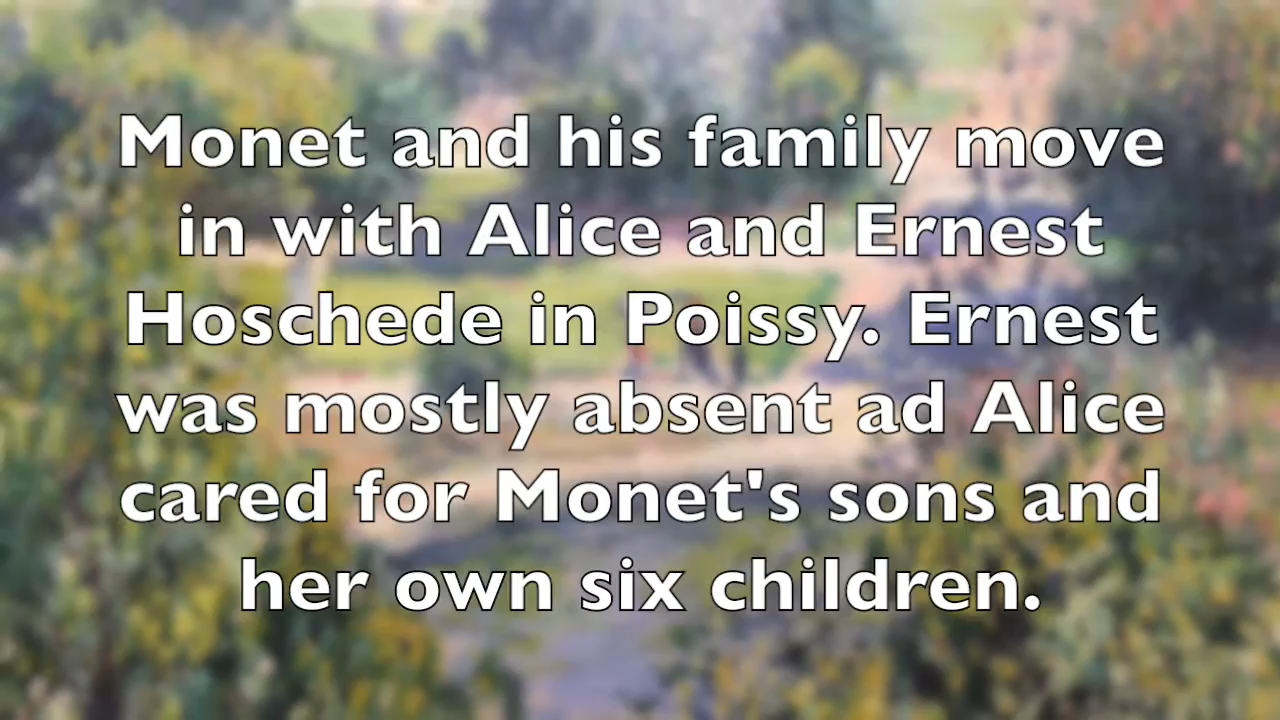 Monet and his family move
in with Alice and Ernest
Hoschede in Poissy. Ernest
was mostly absent ad Alice
cared for Monet's sons and
her own six children.